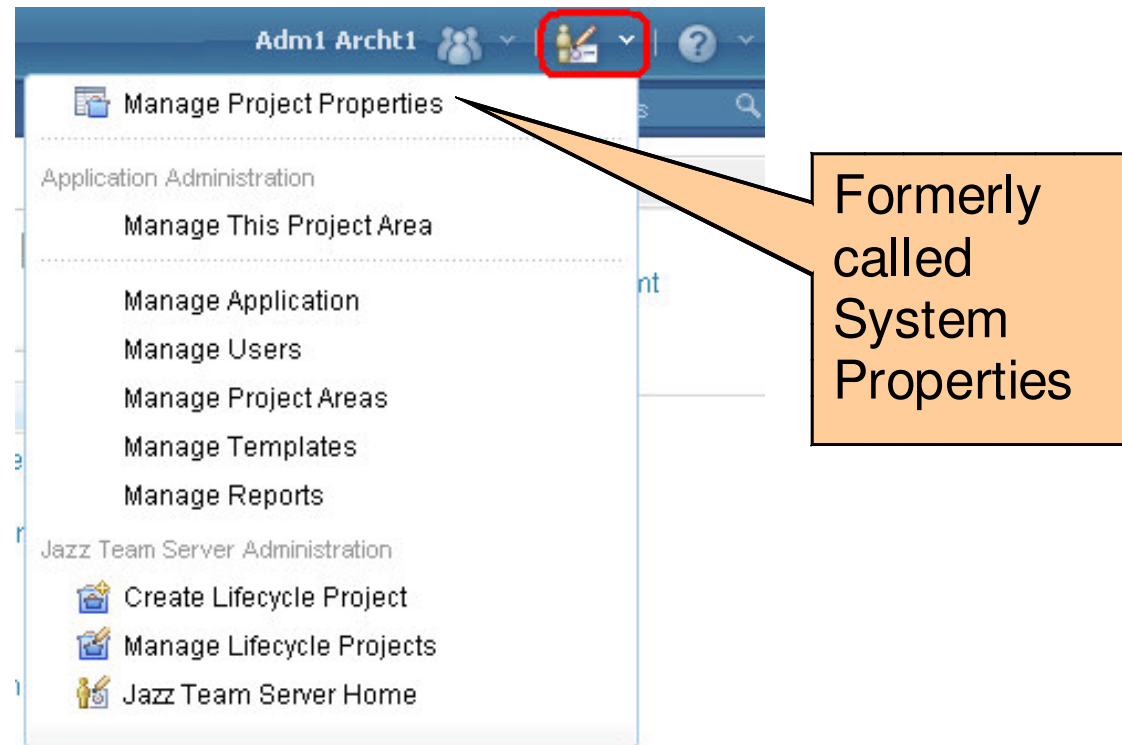 Adm1 Archt1
Manage Project Properties
s
Application Administration
Manage This Project Area
nt
Manage Application
Manage Users
Manage Project Areas
Manage Templates
Manage Reports
Jazz Team Server Administration
Create Lifecycle Project
Manage Lifecycle Projects
Jazz Team Server Home
Formerly
called
System
Properties